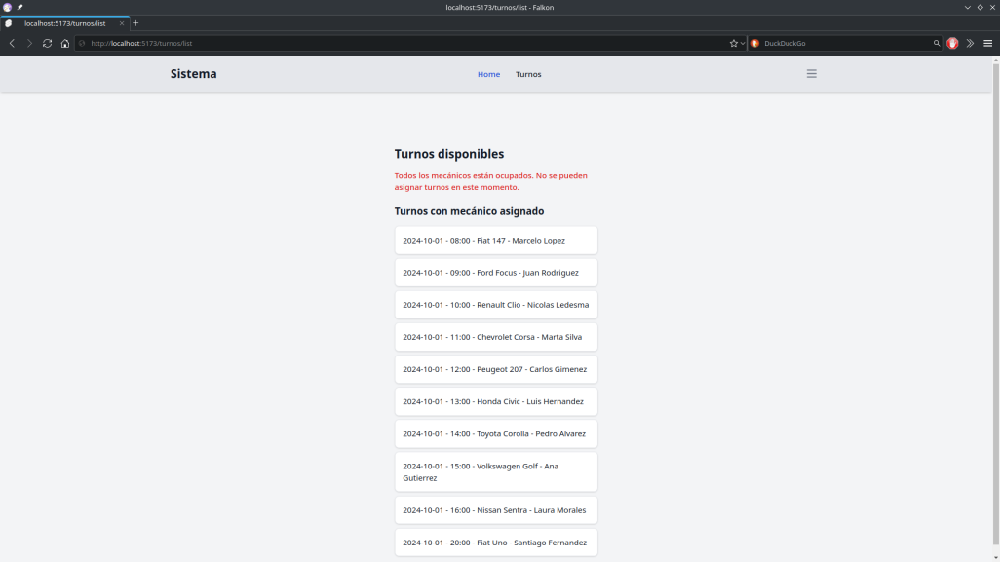 localhost:5173/turnos/list - Falkon
localhost:5173/turnos/list
http://localhost:5173/turnos/list
DuckDuckGo
Sistema
Home
Turnos
Turnos disponibles
Todos los mecánicos están ocupados. No se pueden
asignar turnos en este momento.
Turnos con mecánico asignado
2024-10-01 - 08:00 - Fiat 147 - Marcelo Lopez
2024-10-01 - 09:00 - Ford Focus - Juan Rodriguez
2024-10-01 - 10:00 - Renault Clio - Nicolas Ledesma
2024-10-01 - 11:00 - Chevrolet Corsa - Marta Silva
2024-10-01 - 12:00 - Peugeot 207 - Carlos Gimenez
2024-10-01 - 13:00 - Honda Civic - Luis Hernandez
2024-10-01 - 14:00 - Toyota Corolla - Pedro Alvarez
2024-10-01 - 15:00 - Volkswagen Golf - Ana
Gutierrez
2024-10-01 - 16:00 - Nissan Sentra - Laura Morales
2024-10-01 - 20:00 - Fiat Uno - Santiago Fernandez